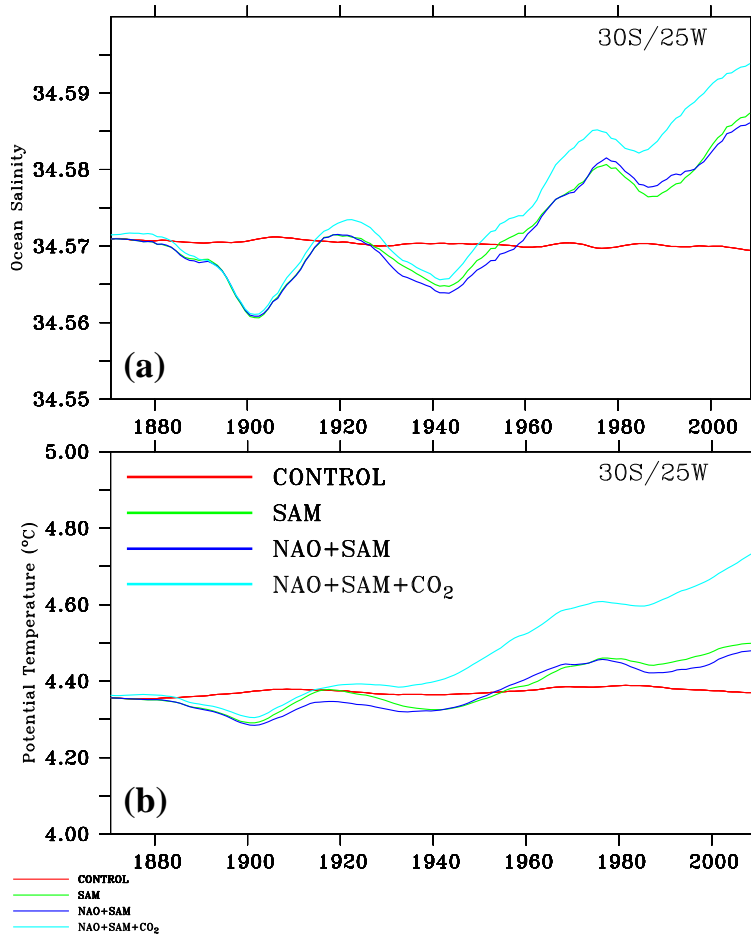 30S/25W
34.59
34.58
34.57
34.56
34.55
Ocean Salinity
(a)
1880 1900 1920 1940 1960 1980 2000
30S/25W
5.00
4.80
4.60
4.40
4.20
4.00
Potential Temperature (°C)
CONTROL
SAM
NAO+SAM
NAO+SAM+CO₂
(b)
1880 1900 1920 1940 1960 1980 2000
CONTROL
SAM
NAO+SAM
NAO+SAM+CO₂